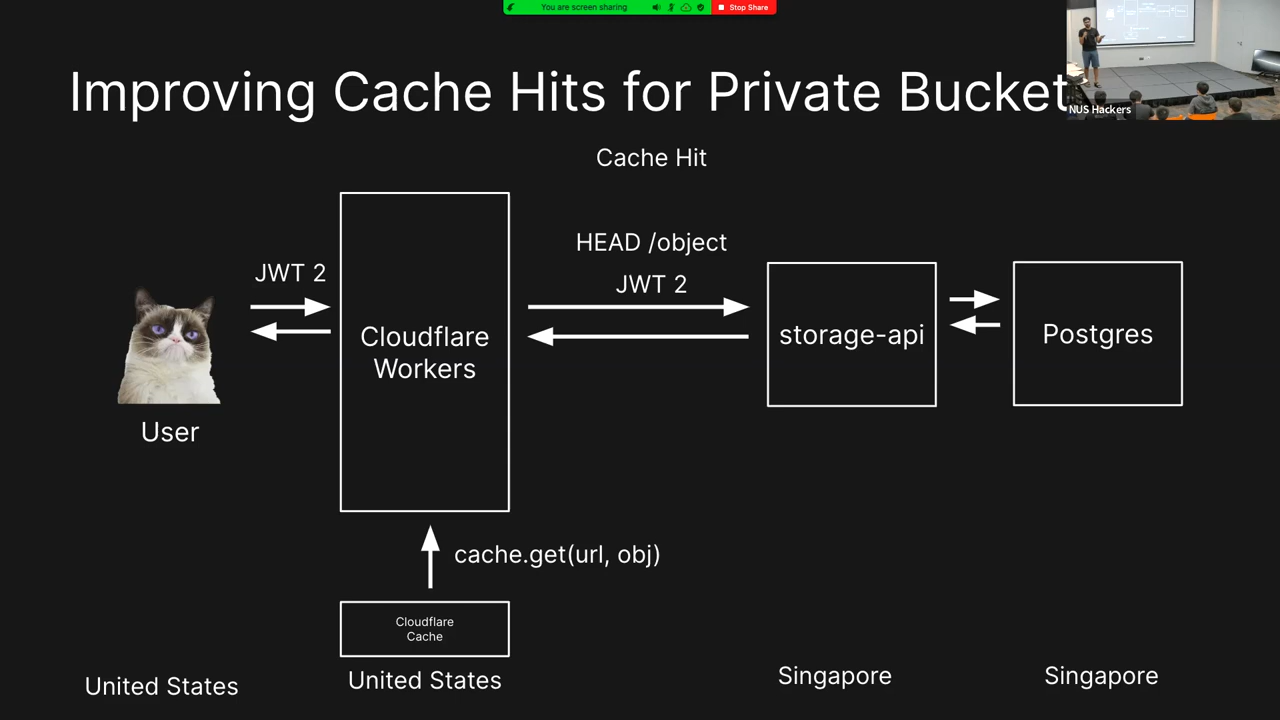 You are screen sharing
Stop Share
Improving Cache Hits for Private Bucket
NUS Hackers
Cache Hit
HEAD /object
JWT 2
JWT 2
Cloudflare
Workers
storage-api
Postgres
User
cache.get(url, obj)
Cloudflare
Cache
United States
United States
Singapore
Singapore